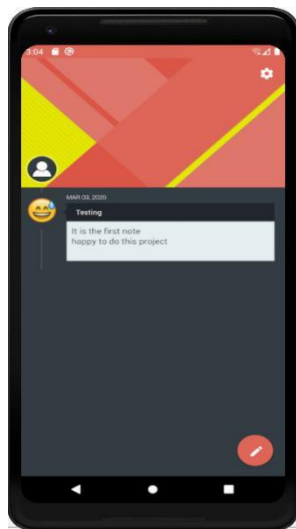 3:04
MAR 03, 2020
Testing
It is the first note
happy to do this project